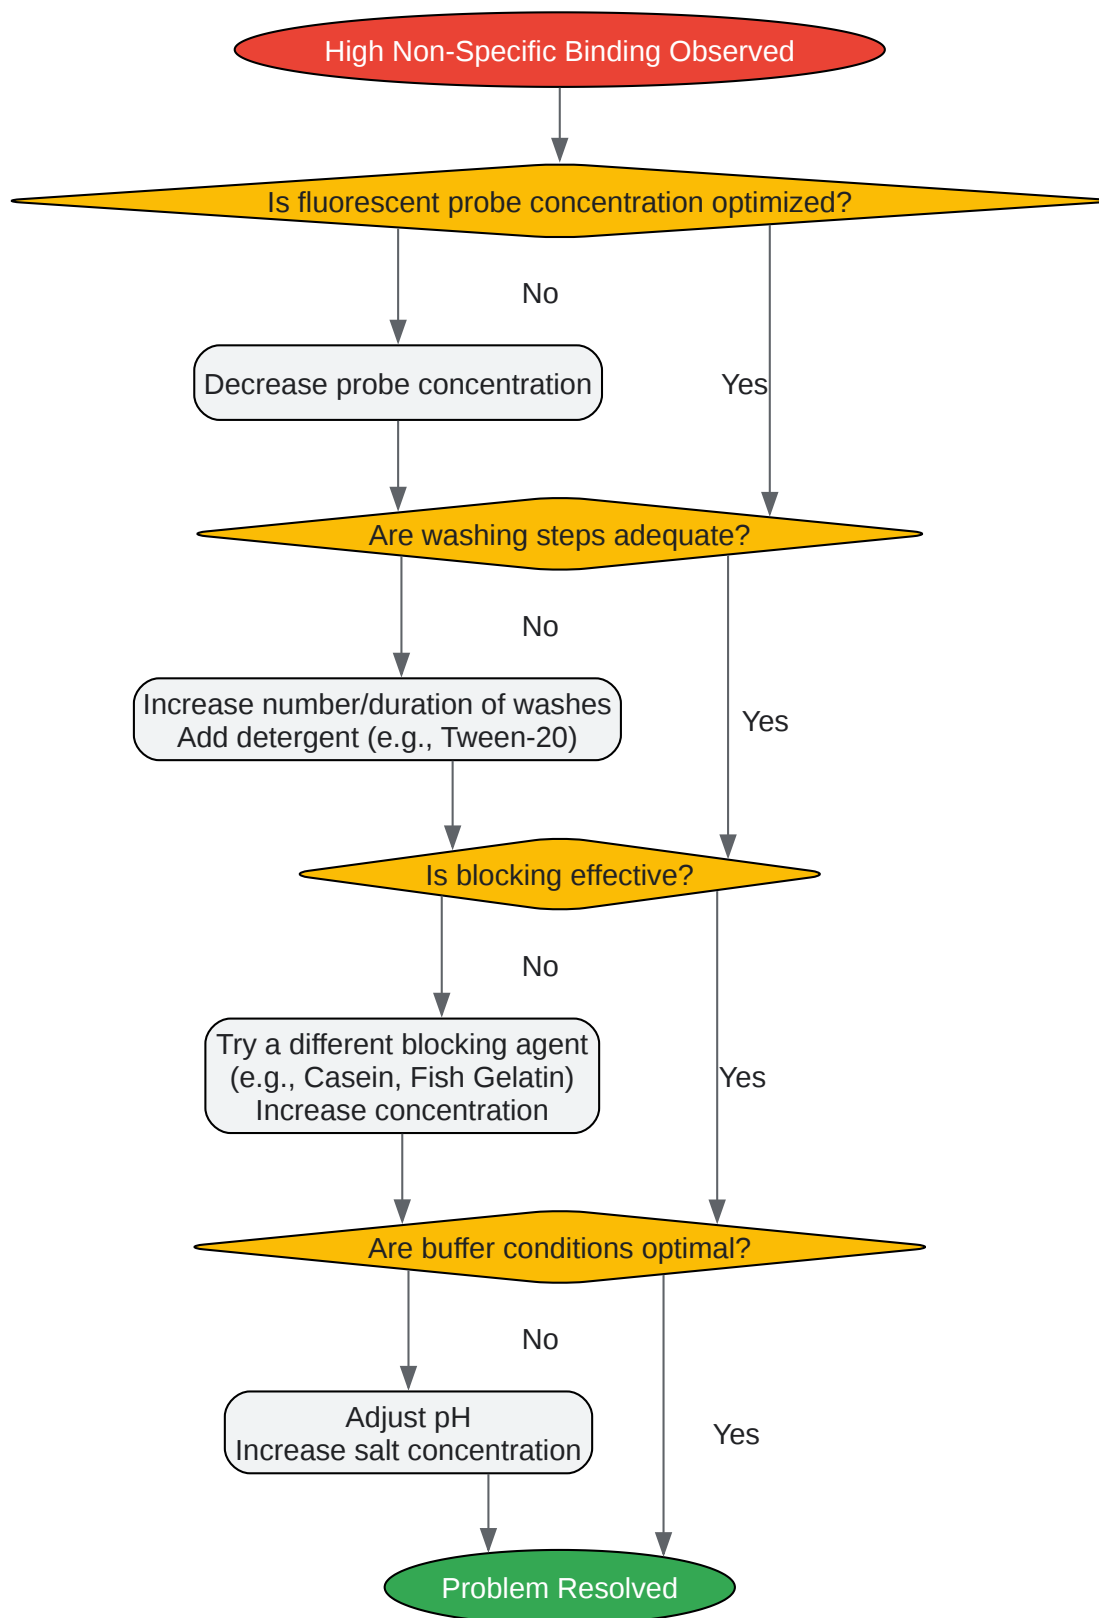 High Non-Specific Binding Observed
Is fluorescent probe concentration optimized?
No
Decrease probe concentration
Yes
Are washing steps adequate?
No
Increase number/duration of washes
Add detergent (e.g., Tween-20)
Yes
Is blocking effective?
No
Try a different blocking agent
(e.g., Casein, Fish Gelatin)
Increase concentration
Yes
Are buffer conditions optimal?
No
Adjust pH
Increase salt concentration
Yes
Problem Resolved